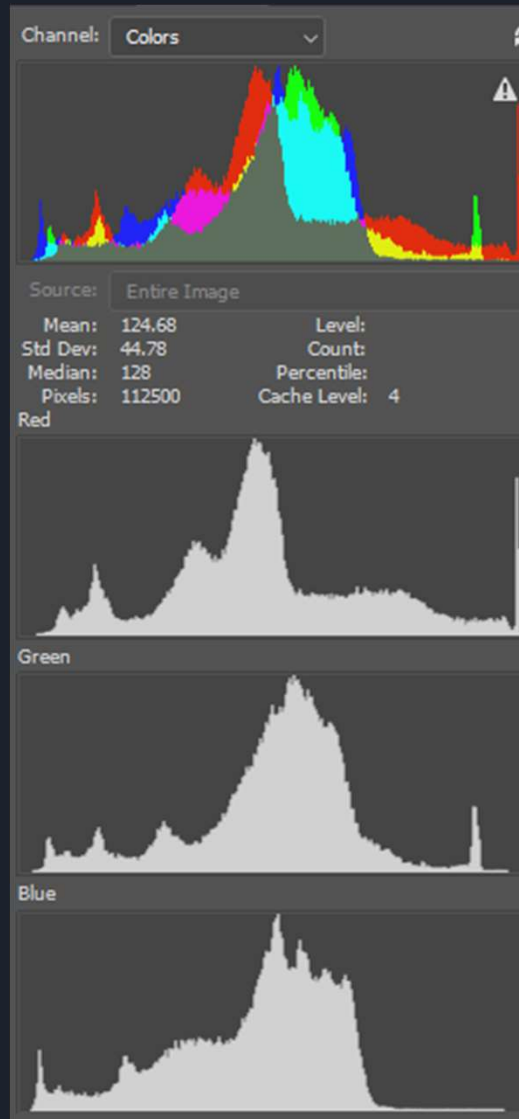 Channel: Colors
Source: Entire Image
Mean: 124.68 Level:
Std Dev: 44.78 Count:
Median: 128 Percentile:
Pixels: 112500 Cache Level: 4
Red
Green
Blue